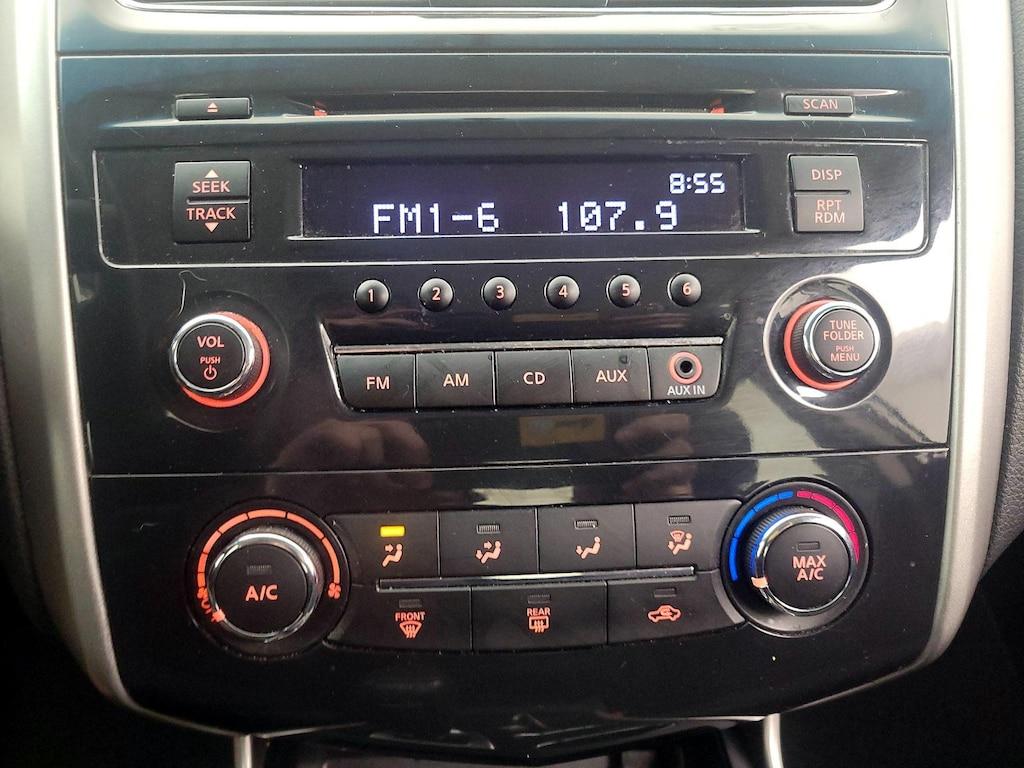 SCAN
SEEK
TRACK
8:55
FM1-6 107.9
DISP
RPT
RDM
1 2 3 4 5 6
VOL
PUSH
TUNE
FOLDER
PUSH
MENU
FM AM CD AUX
AUX IN
A/C
MAX
A/C
FRONT
REAR